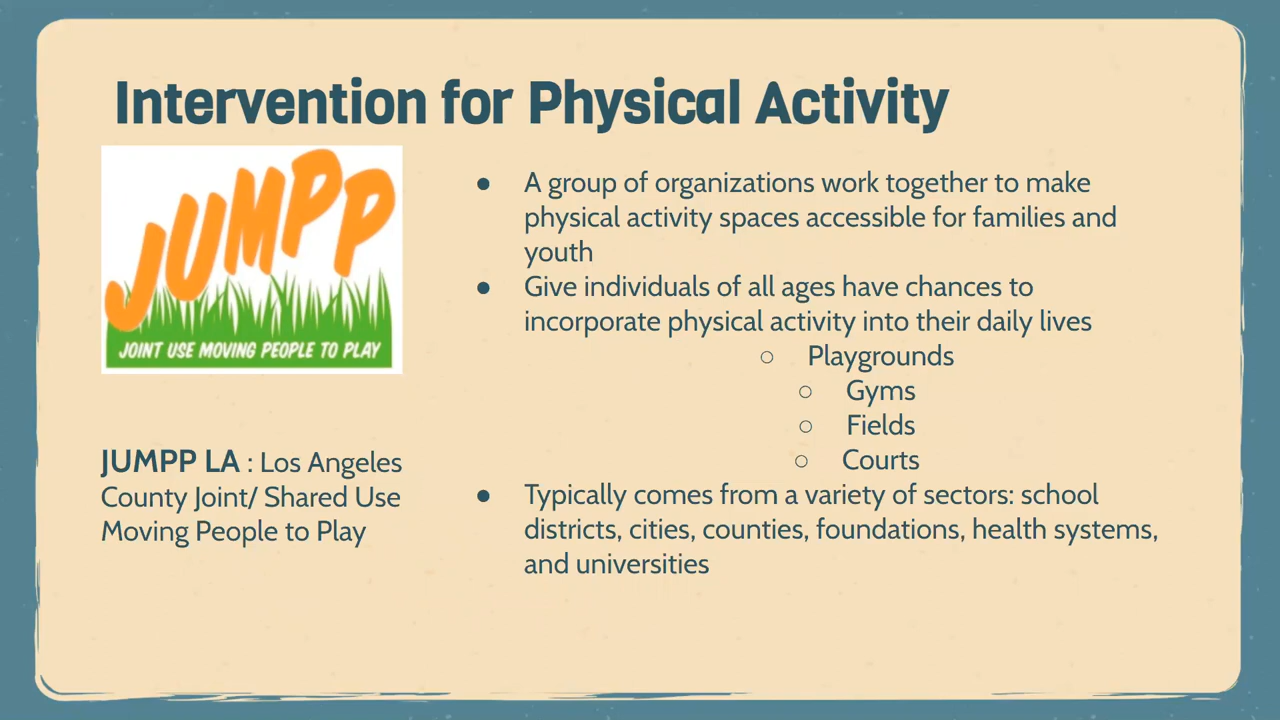 Intervention for Physical Activity
JUMPP
JOINT USE MOVING PEOPLE TO PLAY
JUMPP LA : Los Angeles
County Joint/ Shared Use
Moving People to Play
● A group of organizations work together to make
physical activity spaces accessible for families and
youth
● Give individuals of all ages have chances to
incorporate physical activity into their daily lives
○ Playgrounds
○ Gyms
○ Fields
○ Courts
● Typically comes from a variety of sectors: school
districts, cities, counties, foundations, health systems,
and universities